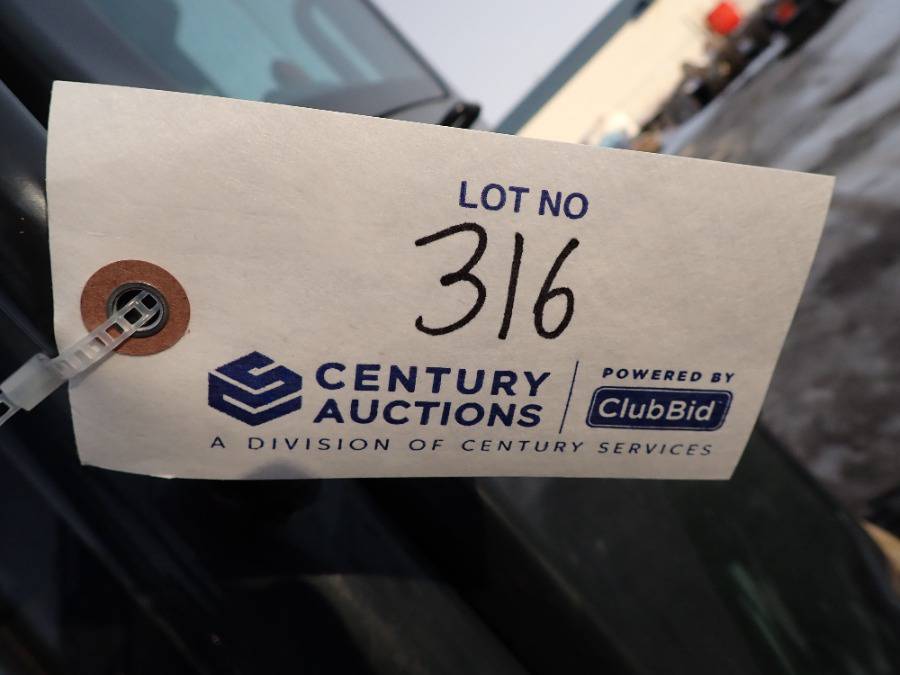 LOT NO
316
CENTURY
AUCTIONS
POWERED BY
ClubBid
A DIVISION OF CENTURY SERVICES